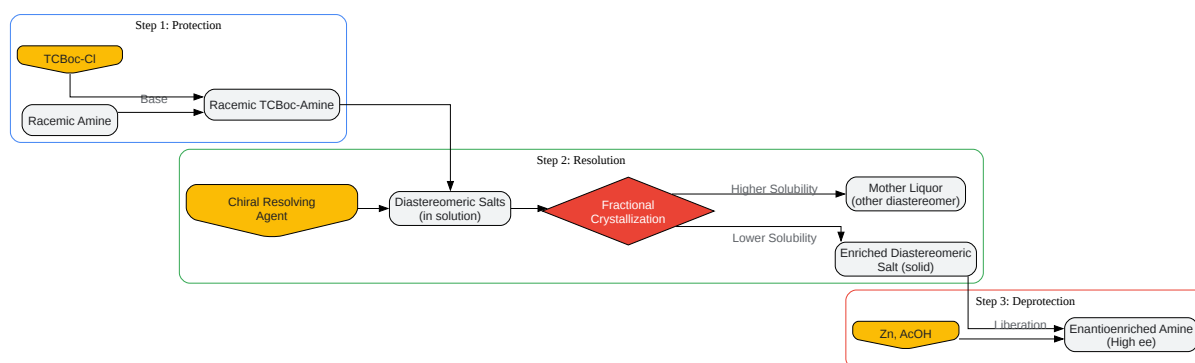 Step 1: Protection
TCBoc-Cl
Base
Racemic Amine
Racemic TCBoc-Amine
Step 2: Resolution
Chiral Resolving
Agent
Diastereomeric Salts
(in solution)
Fractional
Crystallization
Higher Solubility
Mother Liquor
(other diastereomer)
Lower Solubility
Enriched Diastereomeric
Salt (solid)
Step 3: Deprotection
Zn, AcOH
Liberation
Enantioenriched Amine
(High ee)